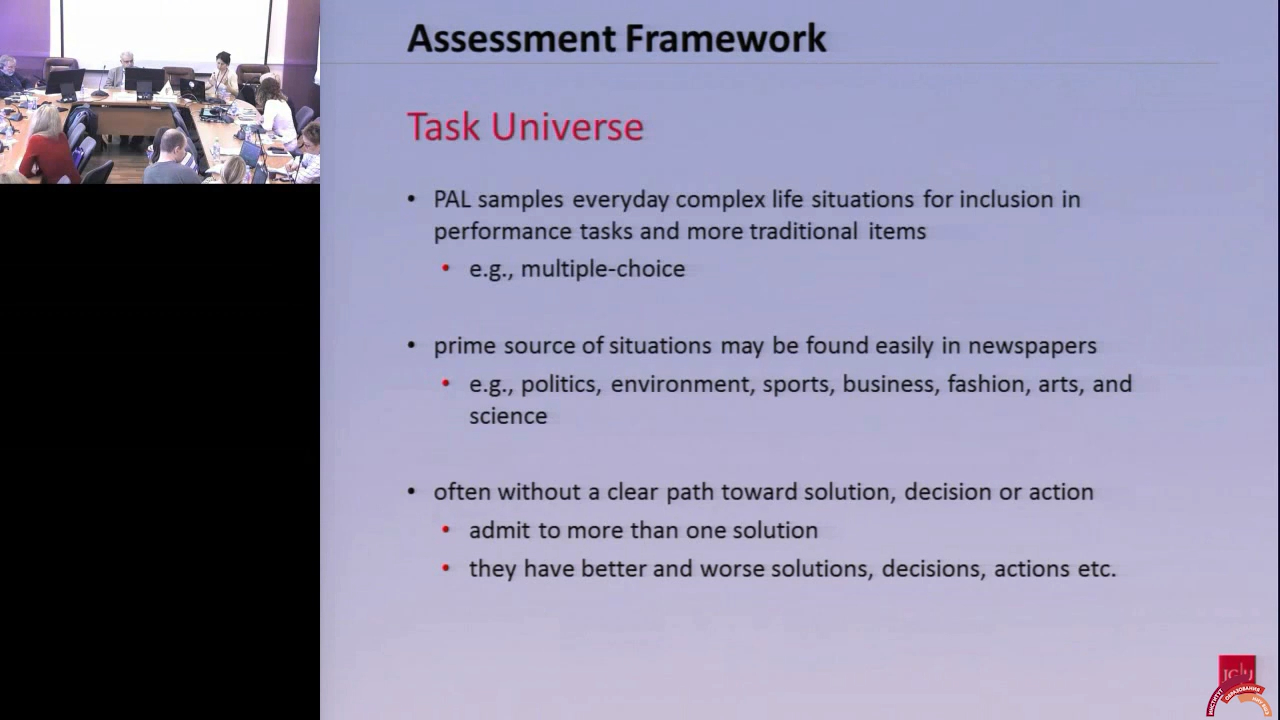 Assessment Framework
Task Universe
• PAL samples everyday complex life situations for inclusion in
performance tasks and more traditional items
• e.g., multiple-choice
• prime source of situations may be found easily in newspapers
• e.g., politics, environment, sports, business, fashion, arts, and
science
• often without a clear path toward solution, decision or action
• admit to more than one solution
• they have better and worse solutions, decisions, actions etc.
ИНСТИТУТ
ОБРАЗОВАНИЯ